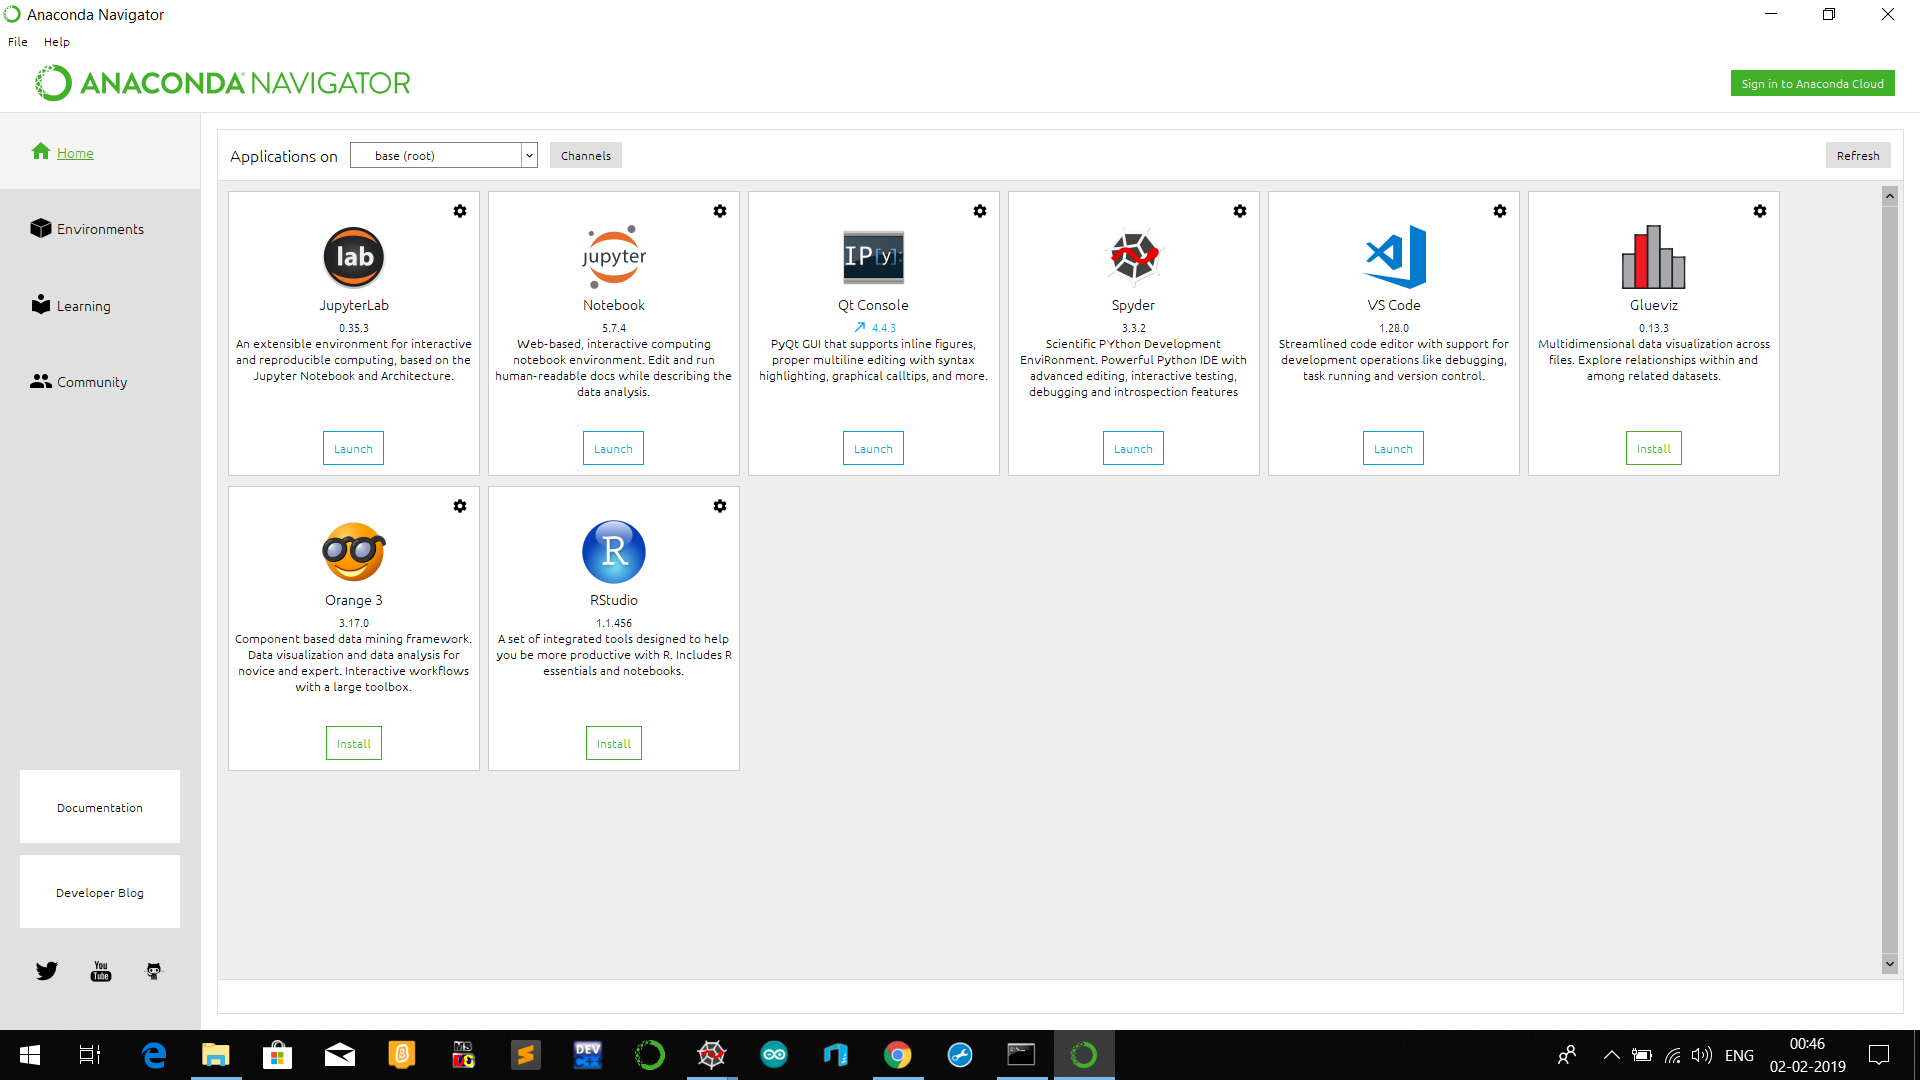 Anaconda Navigator
File Help
ANACONDA NAVIGATOR
Sign in to Anaconda Cloud
Home
Environments
Learning
Community
Documentation
Developer Blog
You
Tube
Applications on base (root) Channels Refresh
lab
JupyterLab
0.35.3
An extensible environment for interactive
and reproducible computing, based on the
Jupyter Notebook and Architecture.
Launch
jupyter
Notebook
5.7.4
Web-based, interactive computing
notebook environment. Edit and run
human-readable docs while describing the
data analysis.
Launch
IP[y]:
Qt Console
4.4.3
PyQt GUI that supports inline figures,
proper multiline editing with syntax
highlighting, graphical calltips, and more.
Launch
Spyder
3.3.2
Scientific PYthon Development
EnviRonment. Powerful Python IDE with
advanced editing, interactive testing,
debugging and introspection features
Launch
VS Code
1.28.0
Streamlined code editor with support for
development operations like debugging,
task running and version control.
Launch
Glueviz
0.13.3
Multidimensional data visualization across
files. Explore relationships within and
among related datasets.
Install
Orange 3
3.17.0
Component based data mining framework.
Data visualization and data analysis for
novice and expert. Interactive workflows
with a large toolbox.
Install
R
RStudio
1.1.456
A set of integrated tools designed to help
you be more productive with R. Includes R
essentials and notebooks.
Install
MS
DEV
C++
ENG
00:46
02-02-2019